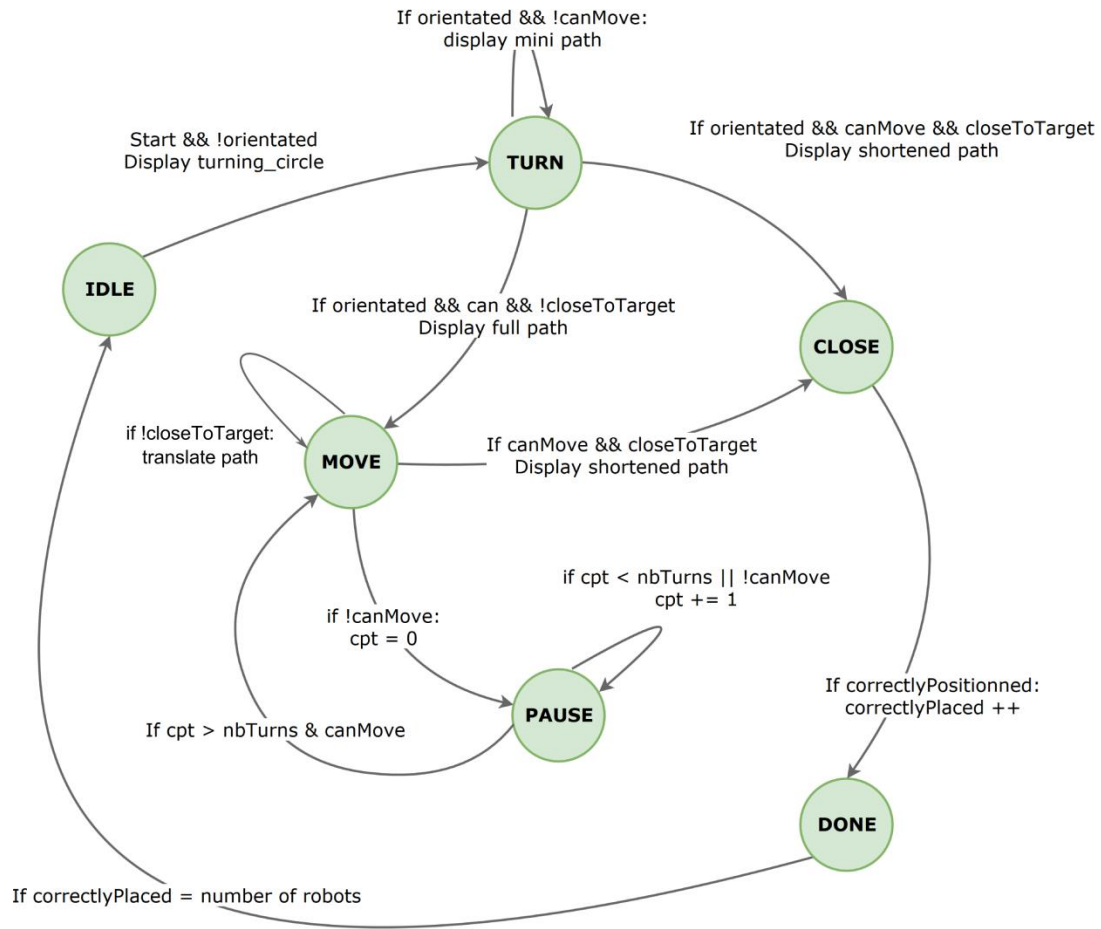 If orientated && !canMove:
display mini path
Start && !orientated
Display turning_circle
If orientated && canMove && closeToTarget
Display shortened path
TURN
IDLE
If orientated && can && !closeToTarget
Display full path
CLOSE
if !closeToTarget:
translate path
MOVE
If canMove && closeToTarget
Display shortened path
if cpt < nbTurns || !canMove
cpt += 1
if !canMove:
cpt = 0
If correctlyPositionned:
correctlyPlaced ++
If cpt > nbTurns & canMove
PAUSE
DONE
If correctlyPlaced = number of robots